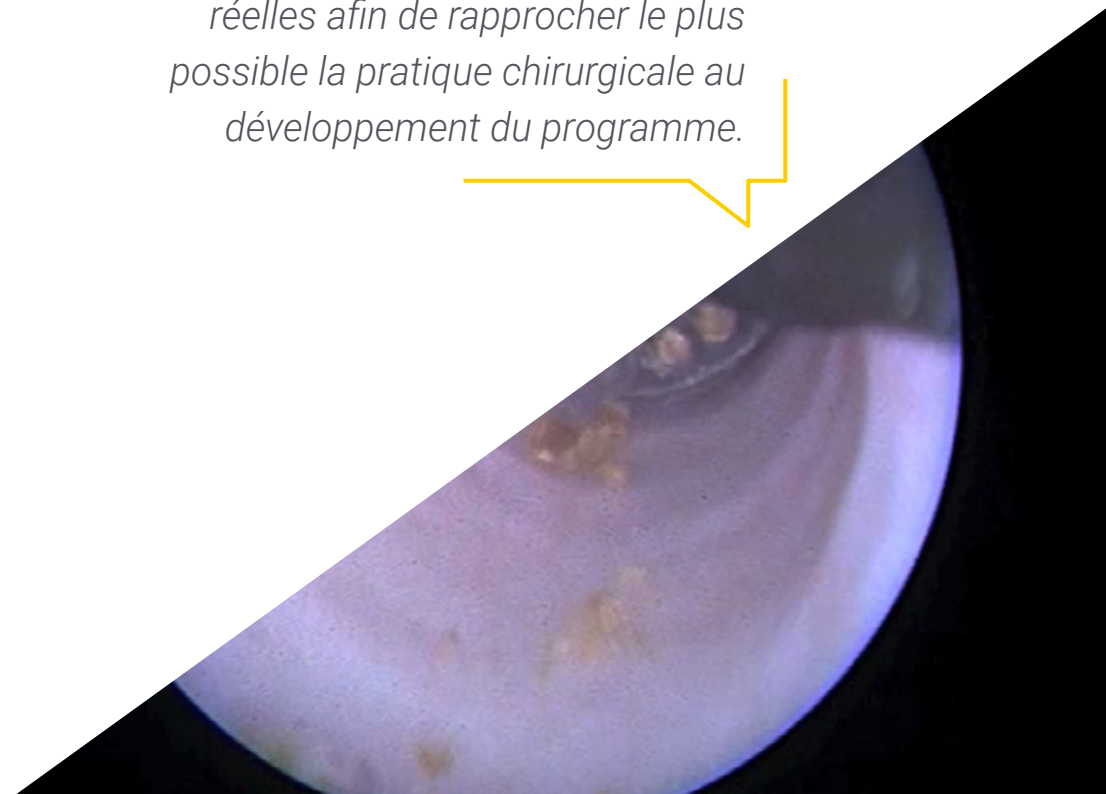 réelles afin de rapprocher le plus
possible la pratique chirurgicale au
développement du programme.